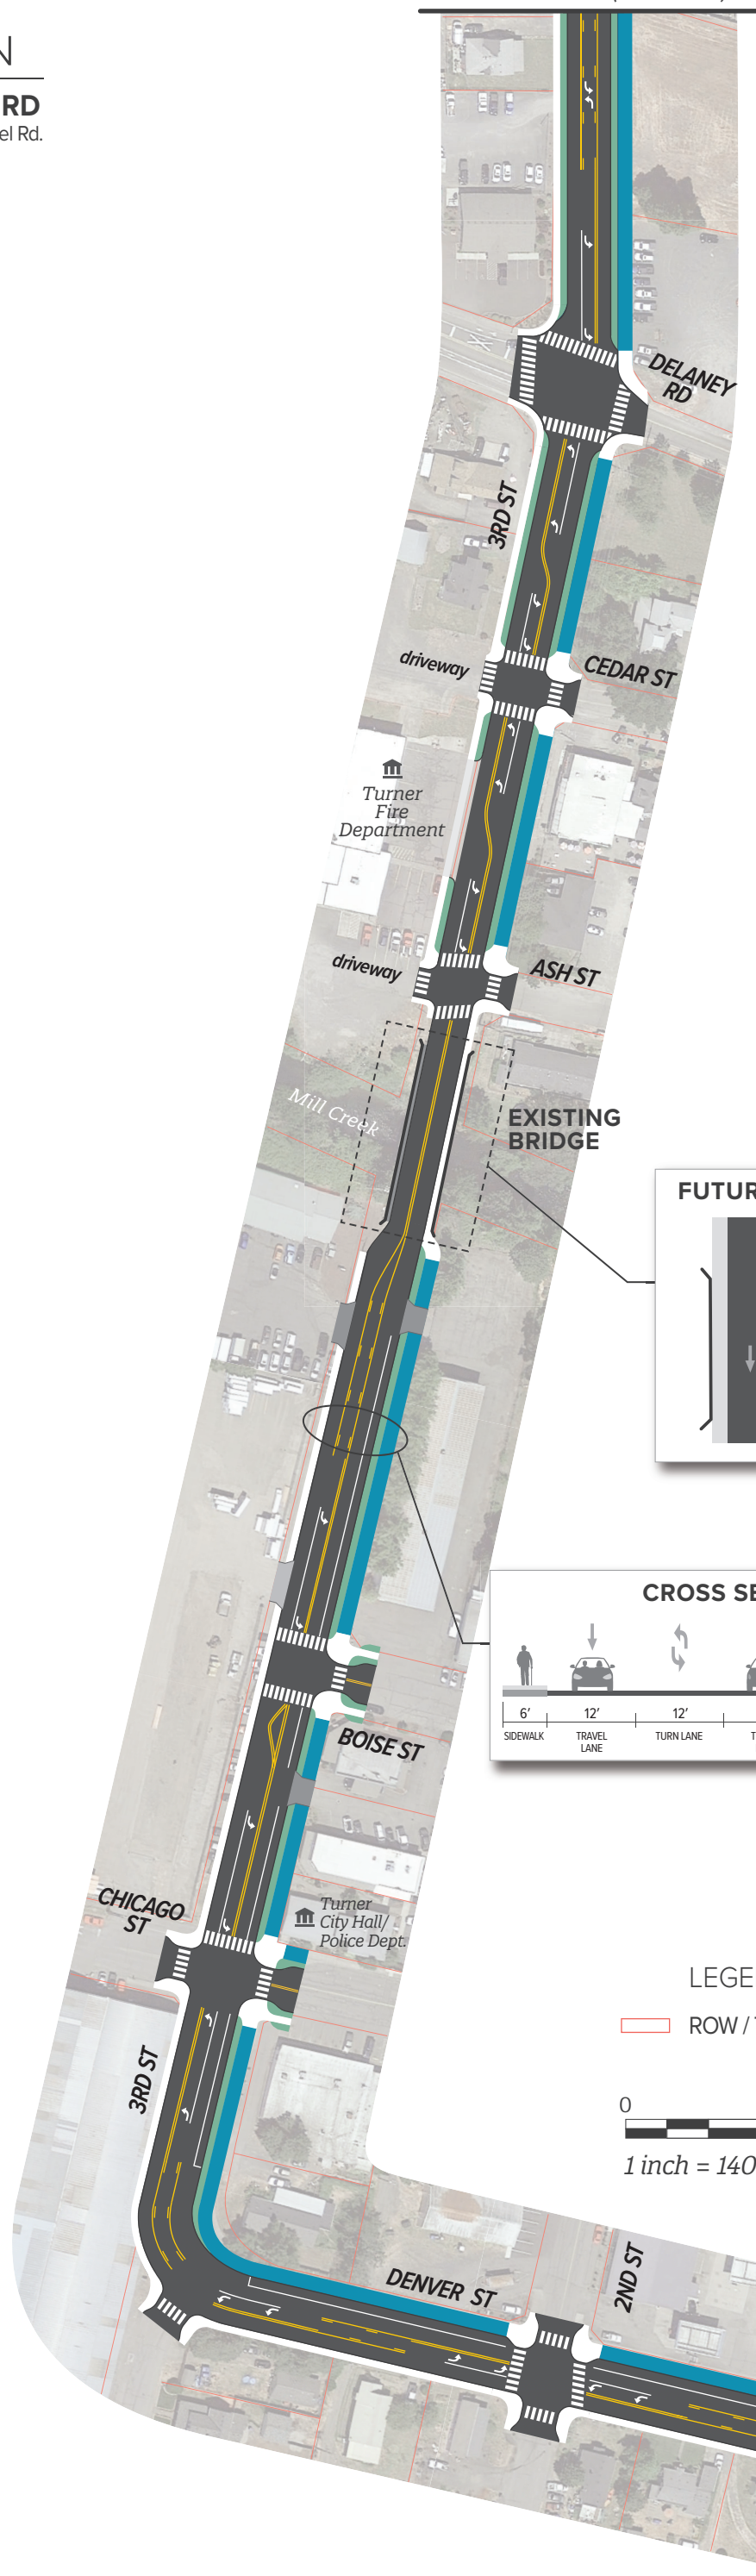 N
RD
el Rd.
DELANEY
RD
3RD ST
driveway
CEDAR ST
Turner
Fire
Department
driveway
ASH ST
Mill Creek
EXISTING
BRIDGE
FUTUR
CROSS SE
6' 12' 12'
SIDEWALK TRAVEL LANE TURN LANE T
BOISE ST
CHICAGO
ST
Turner
City Hall/
Police Dept.
LEGE
ROW /
3RD ST
0
1 inch = 140
DENVER ST
2ND ST